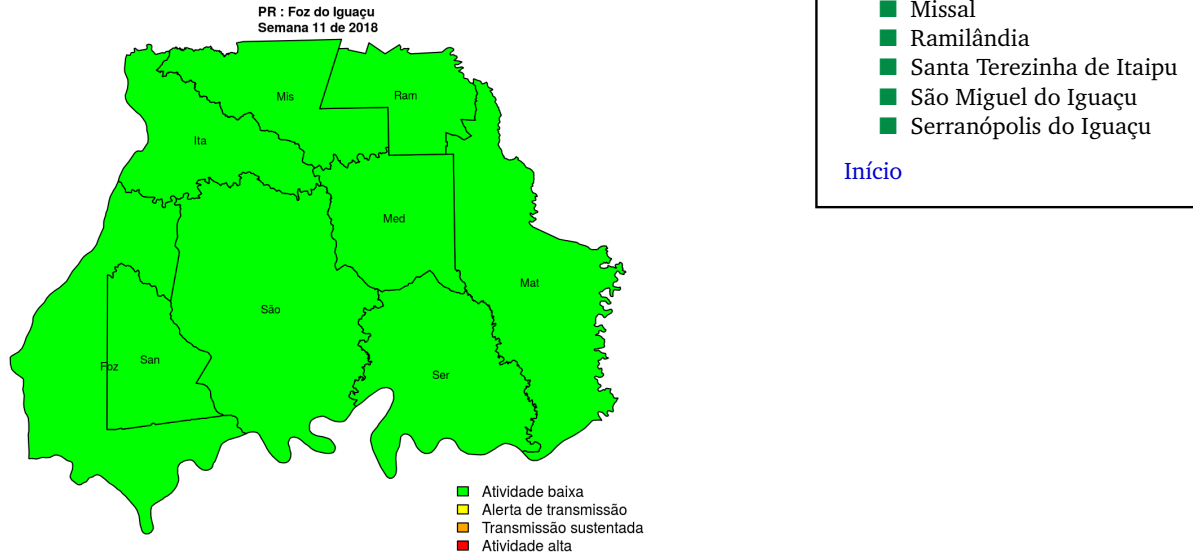 PR : Foz do Iguaçu
Semana 11 de 2018
Mis
Ram
Ita
Med
Mat
São
Foz
San
Ser
Atividade baixa
Alerta de transmissão
Transmissão sustentada
Atividade alta
Missal
Ramilândia
Santa Terezinha de Itaipu
São Miguel do Iguaçu
Serranópolis do Iguaçu
Início